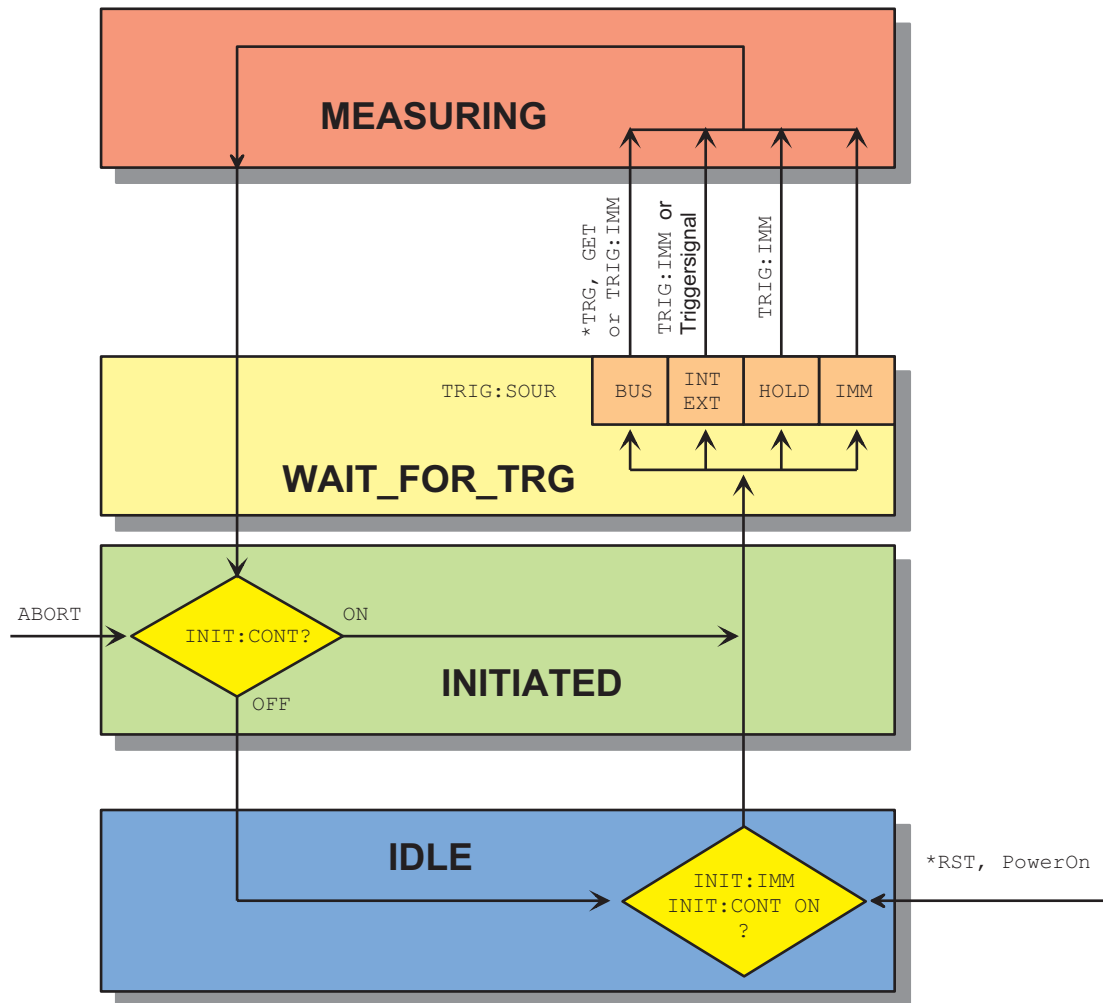 MEASURING
*TRG, GET
or TRIG:IMM
TRIG:IMM or
Triggersignal
TRIG:IMM
TRIG:SOUR
BUS
INT
EXT
HOLD
IMM
WAIT_FOR_TRG
ABORT
INIT:CONT?
ON
OFF
INITIATED
IDLE
INIT:IMM
INIT:CONT ON
?
*RST, PowerOn